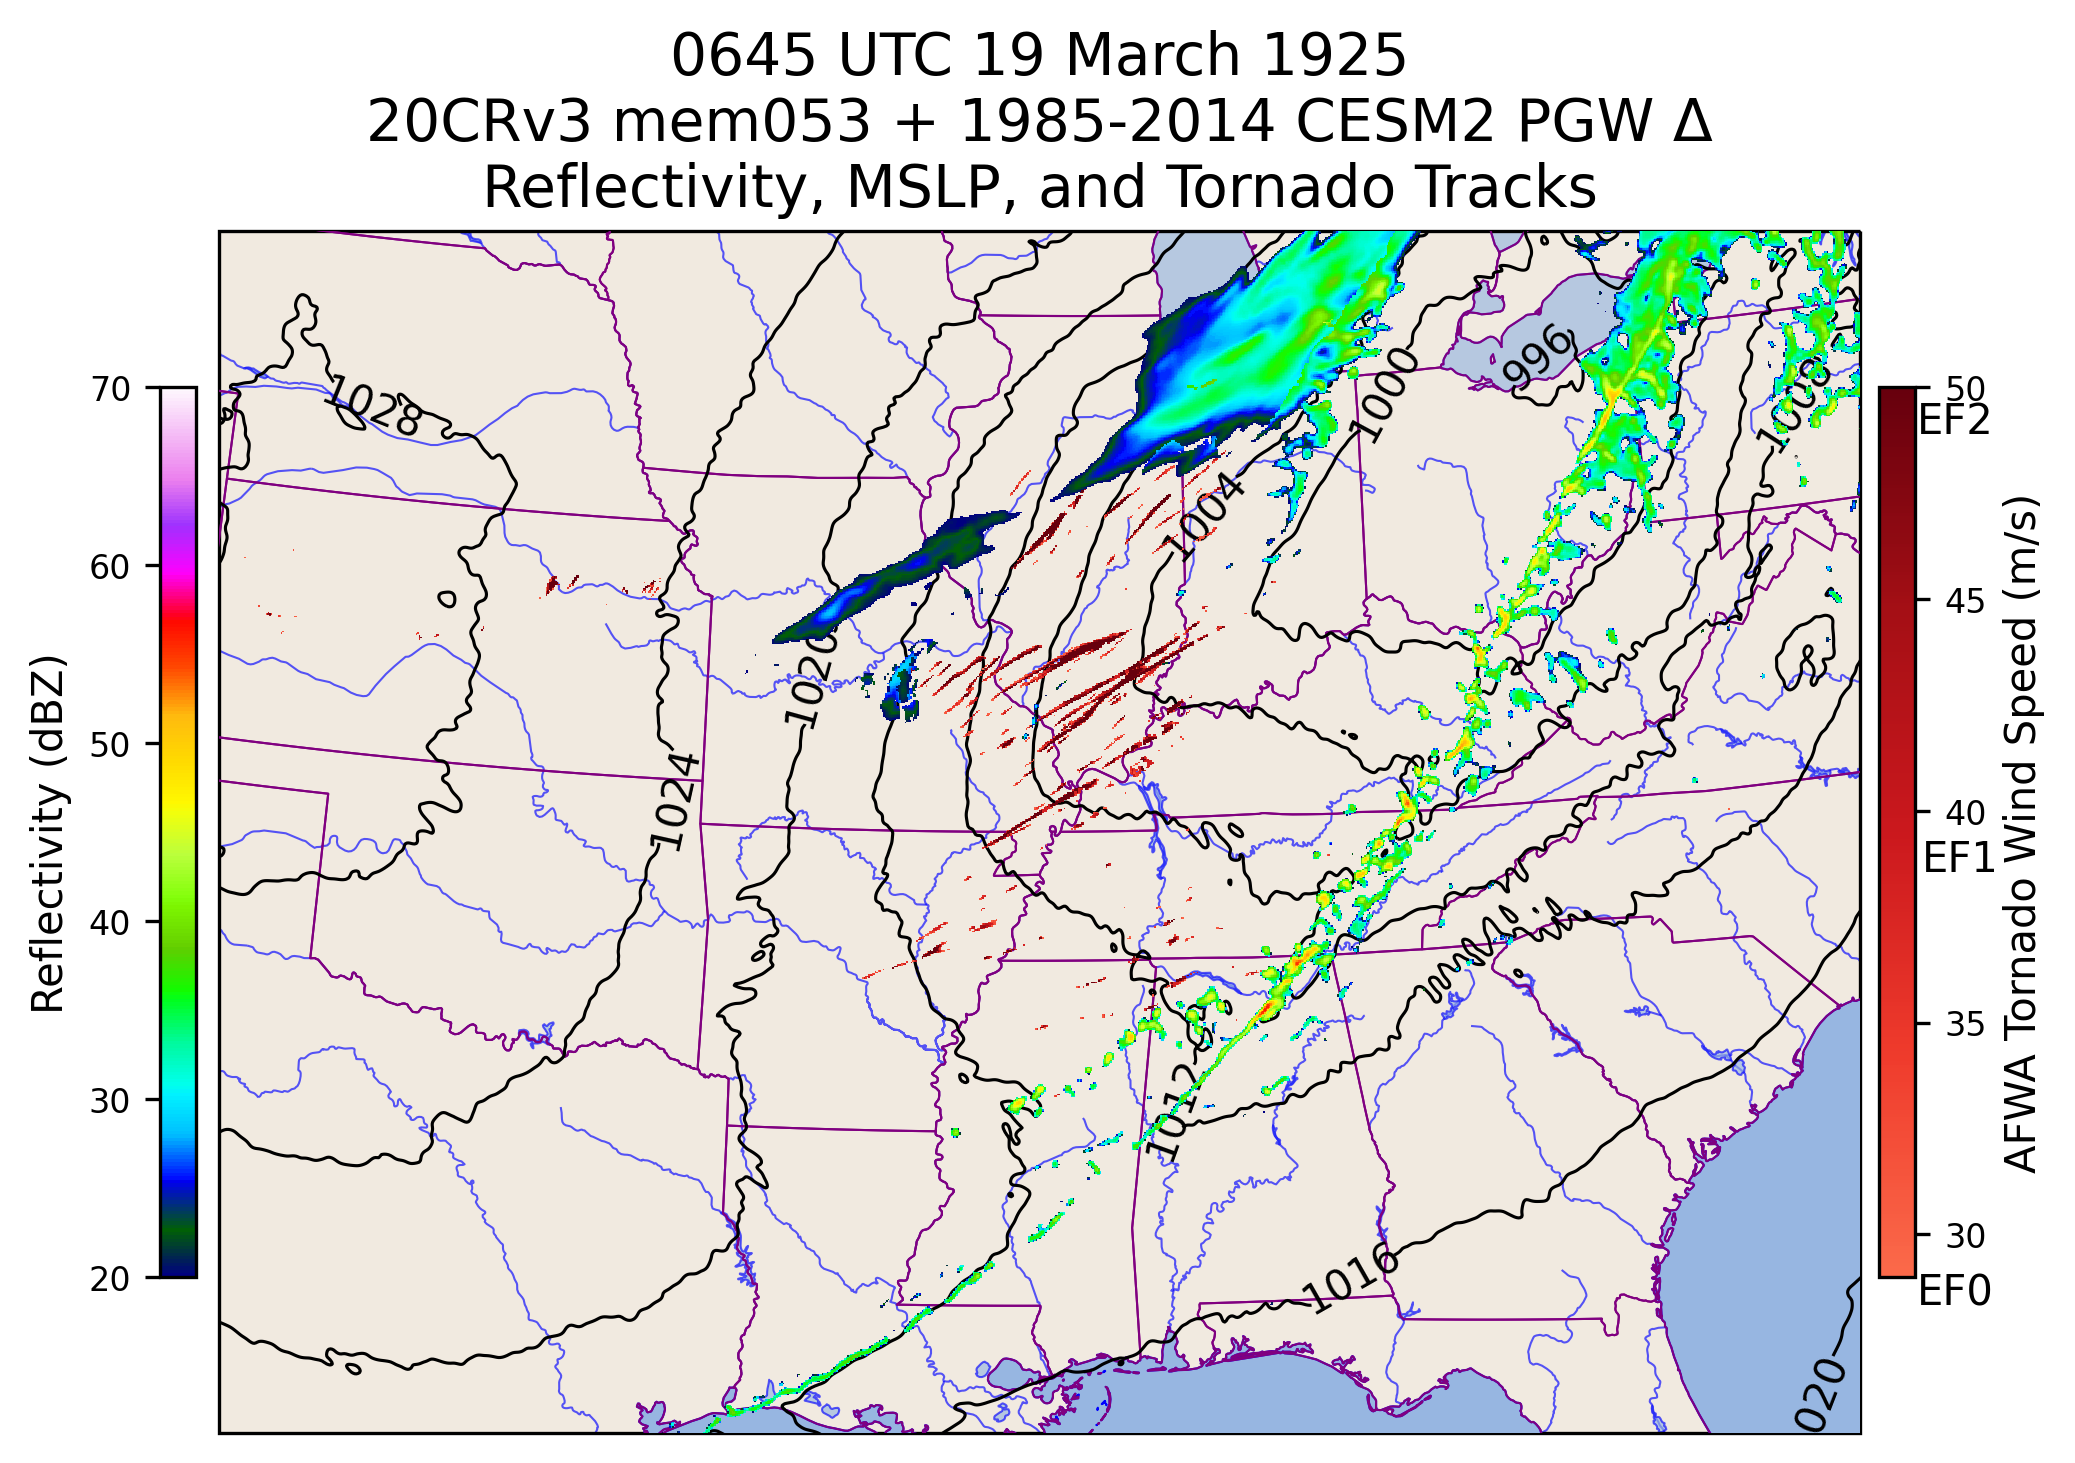 0645 UTC 19 March 1925
20CRv3 mem053 + 1985-2014 CESM2 PGW Δ
Reflectivity, MSLP, and Tornado Tracks
996
1028
1000
1008
1004
1020
1024
1012
1016
020
Reflectivity (dBZ)
70
60
50
40
30
20
50
EF2
45
40
EF1
35
30
EF0
AFWA Tornado Wind Speed (m/s)